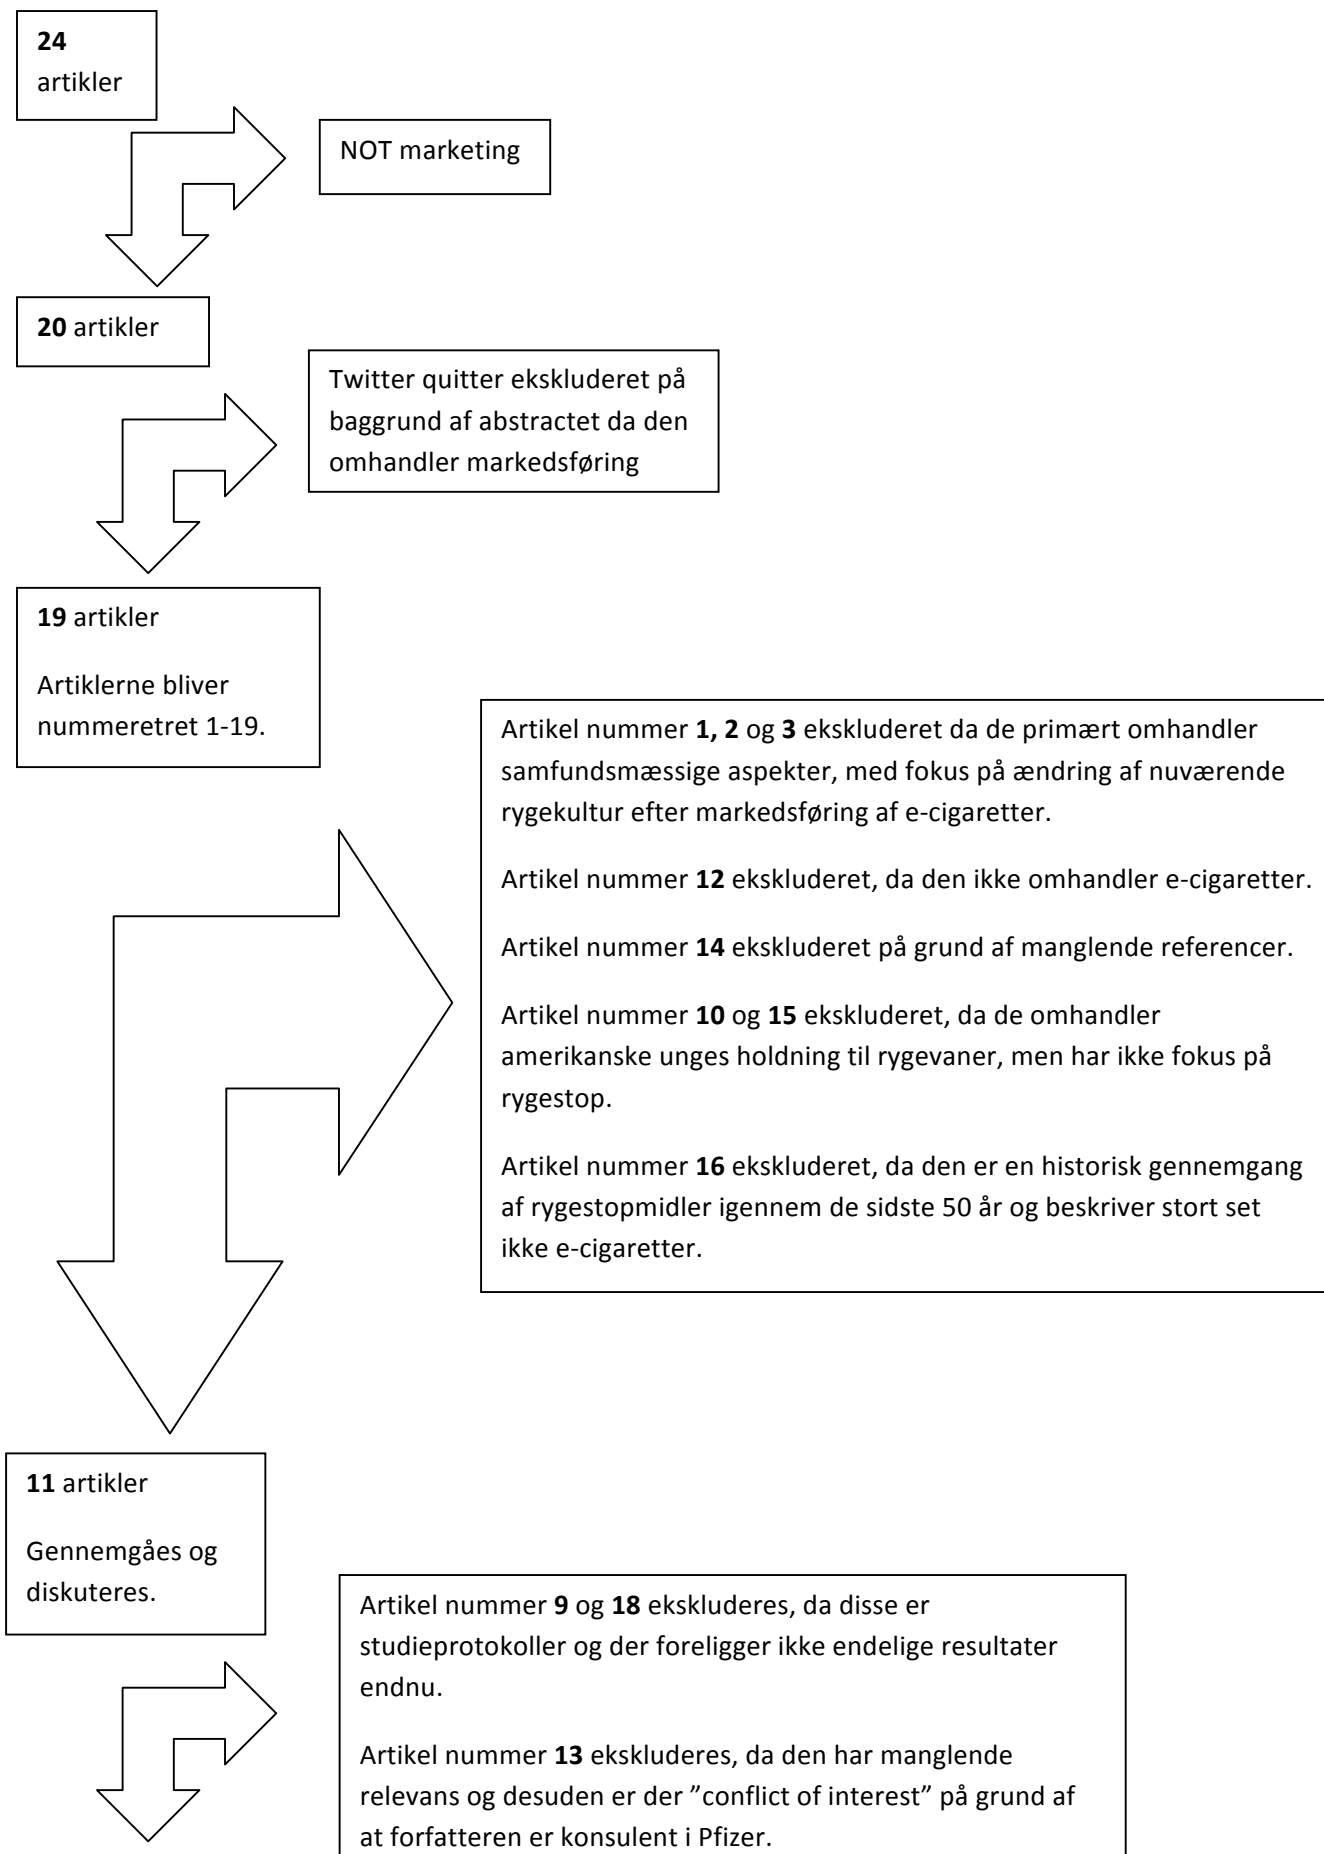 24
artikler
NOT marketing
20 artikler
Twitter quitter ekskluderet på
baggrund af abstractet da den
omhandler markedsføring
19 artikler
Artiklerne bliver
nummeretret 1-19.
Artikel nummer 1, 2 og 3 ekskluderet da de primært omhandler
samfundsmæssige aspekter, med fokus på ændring af nuværende
rygekultur efter markedsføring af e-cigaretter.
Artikel nummer 12 ekskluderet, da den ikke omhandler e-cigaretter.
Artikel nummer 14 ekskluderet på grund af manglende referencer.
Artikel nummer 10 og 15 ekskluderet, da de omhandler
amerikanske unges holdning til rygevaner, men har ikke fokus på
rygestop.
Artikel nummer 16 ekskluderet, da den er en historisk gennemgang
af rygestopmidler igennem de sidste 50 år og beskriver stort set
ikke e-cigaretter.
11 artikler
Gennemgåes og
diskuteres.
Artikel nummer 9 og 18 ekskluderes, da disse er
studieprotokoller og der foreligger ikke endelige resultater
endnu.
Artikel nummer 13 ekskluderes, da den har manglende
relevans og desuden er der ”conflict of interest” på grund af
at forfatteren er konsulent i Pfizer.